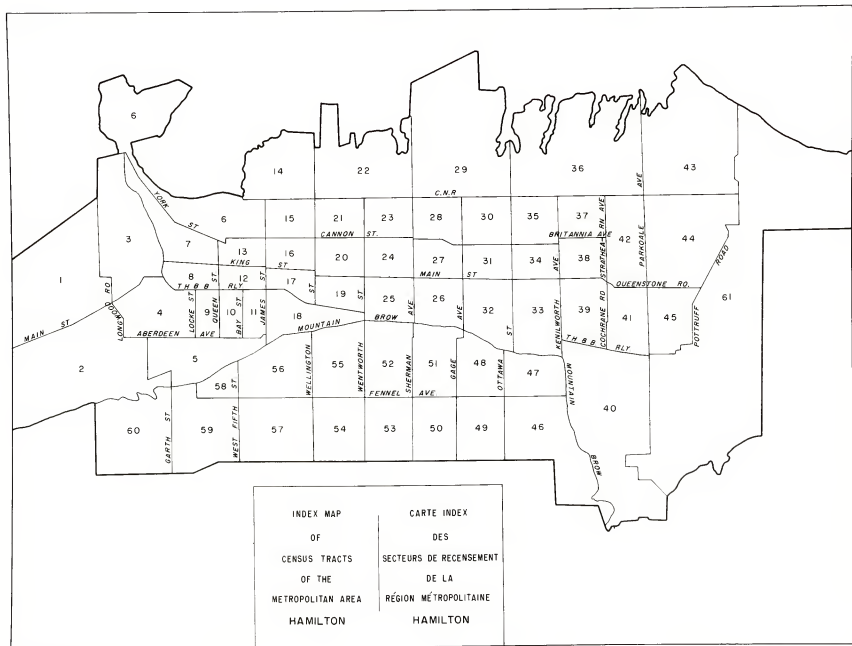 6
14
22
29
36
43
C.N.R
YORK ST
6
15
21
23
28
30
35
37
STRATHEARN AVE
PARKDALE AVE
3
7
CANNON ST.
BRITANNIA AVE
42
44
1
13
KING ST
16
20
24
27
31
34
KENILWORTH AVE
38
8
12
17
MAIN ST
QUEENSTONE RD.
61
LONGWOOD RD
T H B B RLY
4
LOCKE ST
9
QUEEN ST
10
BAY ST
11
JAMES ST
18
19
25
26
32
33
39
COCHRANE RD
41
45
POTTRUFF ROAD
MAIN ST
ABERDEEN AVE
MOUNTAIN BROW
T H B B RLY
2
5
58
56
WELLINGTON ST
55
WENTWORTH ST
52
SHERMAN AVE
51
GAGE AVE
48
OTTAWA ST
47
FENNEL AVE.
40
MOUNTAIN BROW
60
GARTH ST
59
WEST FIFTH ST
57
54
53
50
49
46
INDEX MAP
OF
CENSUS TRACTS
OF THE
METROPOLITAN AREA
HAMILTON
CARTE INDEX
DES
SECTEURS DE RECENSEMENT
DE LA
RÉGION MÉTROPOLITAINE
HAMILTON